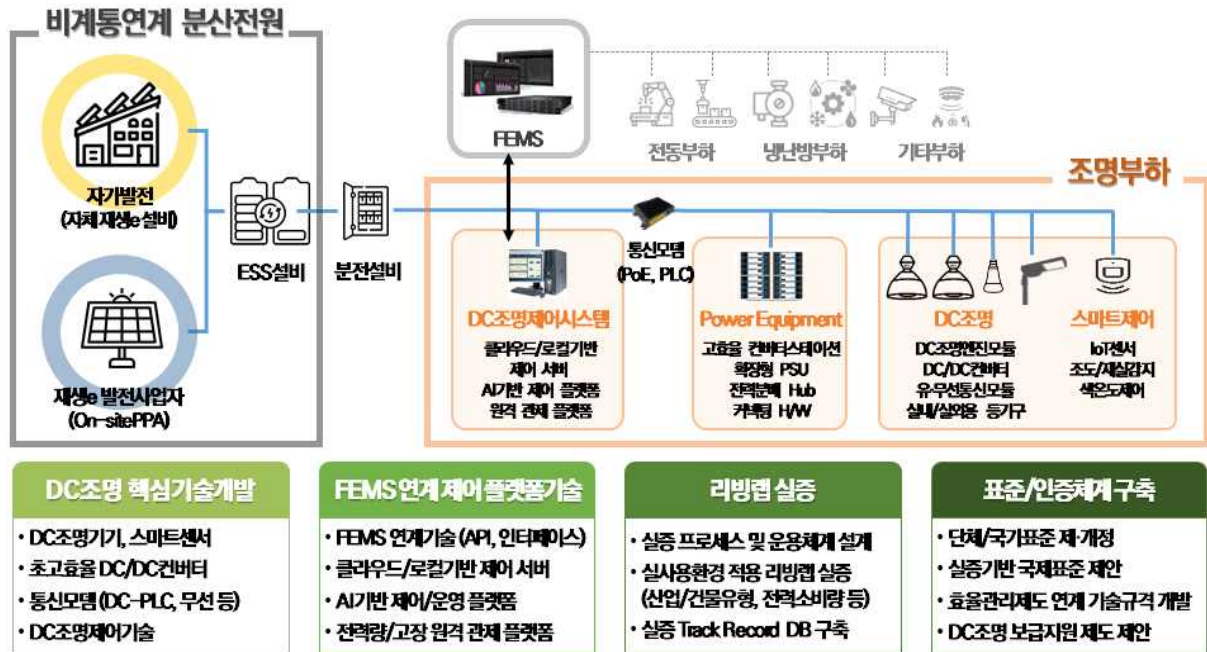 비계통연계 분산전원
자가발전
(자체 재생e 설비)
재생e 발전사업자
(On-sitePPA)
ESS설비
분전설비
FEMS
전동부하
냉난방부하
기타부하
조명부하
통신모뎀
(PoE, PLC)
DC조명제어시스템
클라우드/로컬기반
제어 서버
AI기반 제어 플랫폼
원격 관제 플랫폼
Power Equipment
고효율 컨버터스테이션
확장형 PSU
전력분배 Hub
커넥팅 H/W
DC조명
DC조명엔진모듈
DC/DC컨버터
유·무선통신모듈
실내/실외용 등기구
스마트제어
IoT센서
조도/재실감지
색온도제어
DC조명 핵심기술개발
• DC조명기기, 스마트센서
• 초고효율 DC/DC컨버터
• 통신모뎀(DC-PLC, 무선 등)
• DC조명제어기술
FEMS 연계 제어 플랫폼기술
• FEMS 연계기술 (API, 인터페이스)
• 클라우드/로컬기반 제어 서버
• AI기반 제어/운영 플랫폼
• 전력량/고장 원격 관제 플랫폼
리빙랩 실증
• 실증 프로세스 및 운용체계 설계
• 실사용환경 적용 리빙랩 실증
(산업/건물유형, 전력소비량 등)
• 실증 Track Record DB 구축
표준/인증체계 구축
• 단체/국가표준 제·개정
• 실증기반 국제표준 제안
• 효율관리제도 연계 기술규격 개발
• DC조명 보급지원 제도 제안